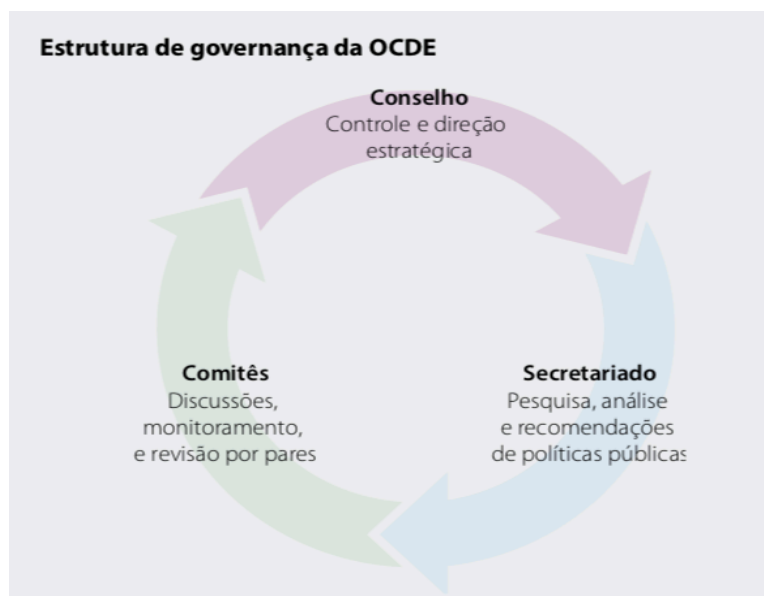 Estrutura de governança da OCDE
Conselho
Controle e direção
estratégica
Comitês
Discussões,
monitoramento,
e revisão por pares
Secretariado
Pesquisa, análise
e recomendações
de políticas públicas